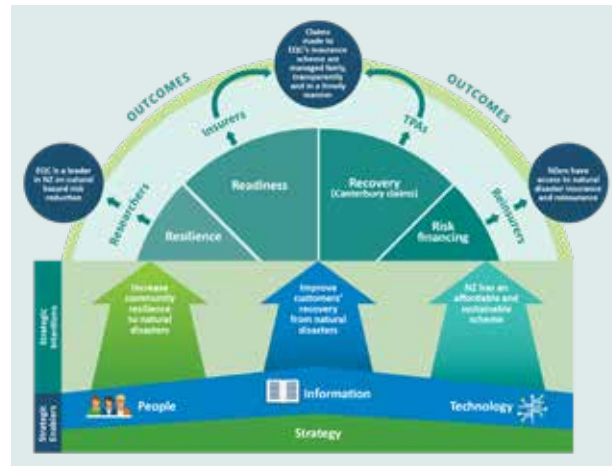 Claims
made to
EQC's insurance
scheme are
managed fairly,
transparently
and in a timely
manner
OUTCOMES
OUTCOMES
Insurers
TPAs
EQC is a leader
in NZ on natural
hazard risk
reduction
NZers have
access to natural
disaster insurance
and reinsurance
Researchers
Reinsurers
Readiness
Recovery
(Canterbury claims)
Resilience
Risk
financing
Strategic
Intentions
Increase
community
resilience
to natural
disasters
Improve
customers'
recovery
from natural
disasters
NZ has an
affordable and
sustainable
scheme
Strategic
Enablers
People
Information
Technology
Strategy